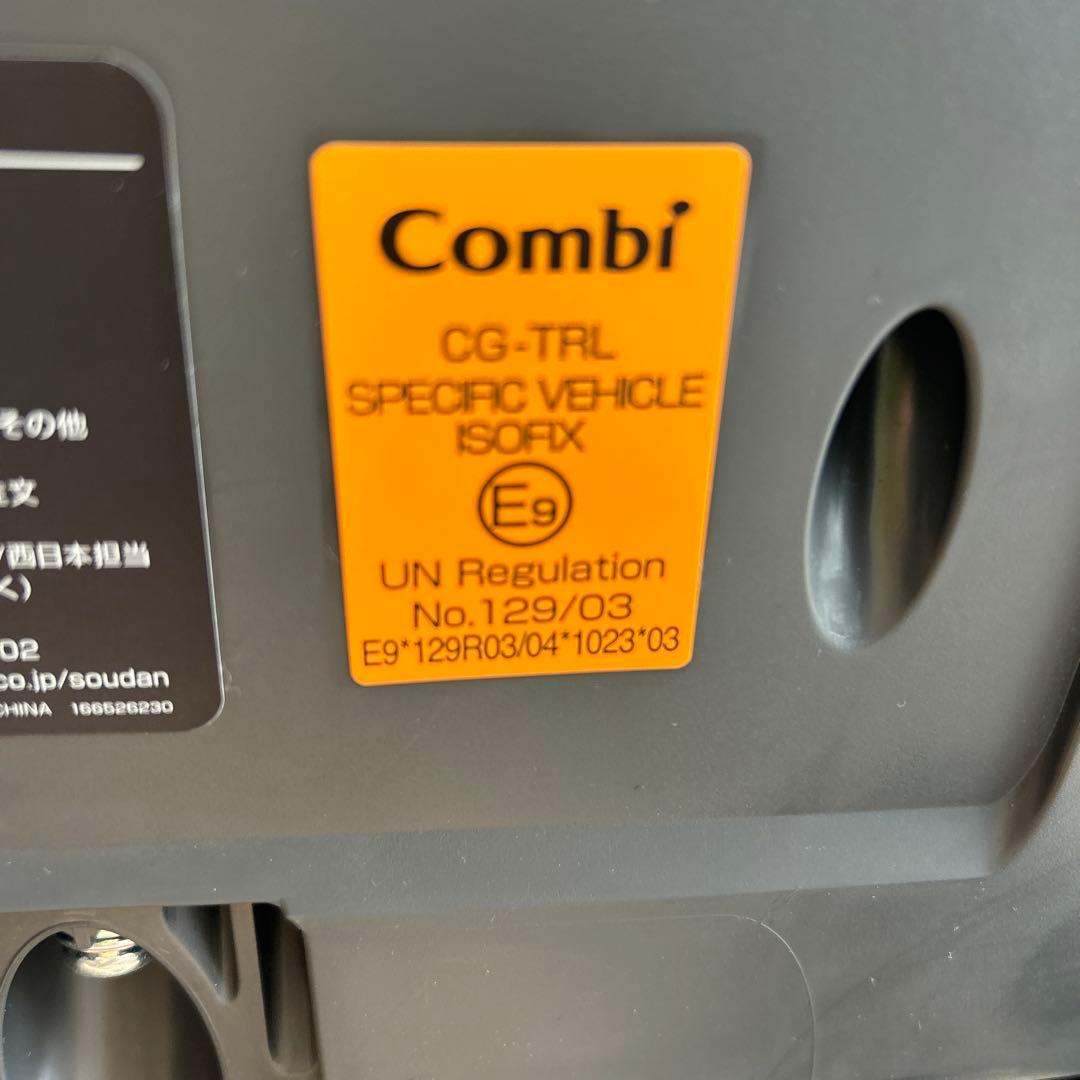 その他
文
/西日本担当
く)
02
co.jp/soudan
CHINA 166526230
Combi
CG-TRL
SPECIFIC VEHICLE
ISOFIX
E9
UN Regulation
No.129/03
E9*129R03/04*1023*03